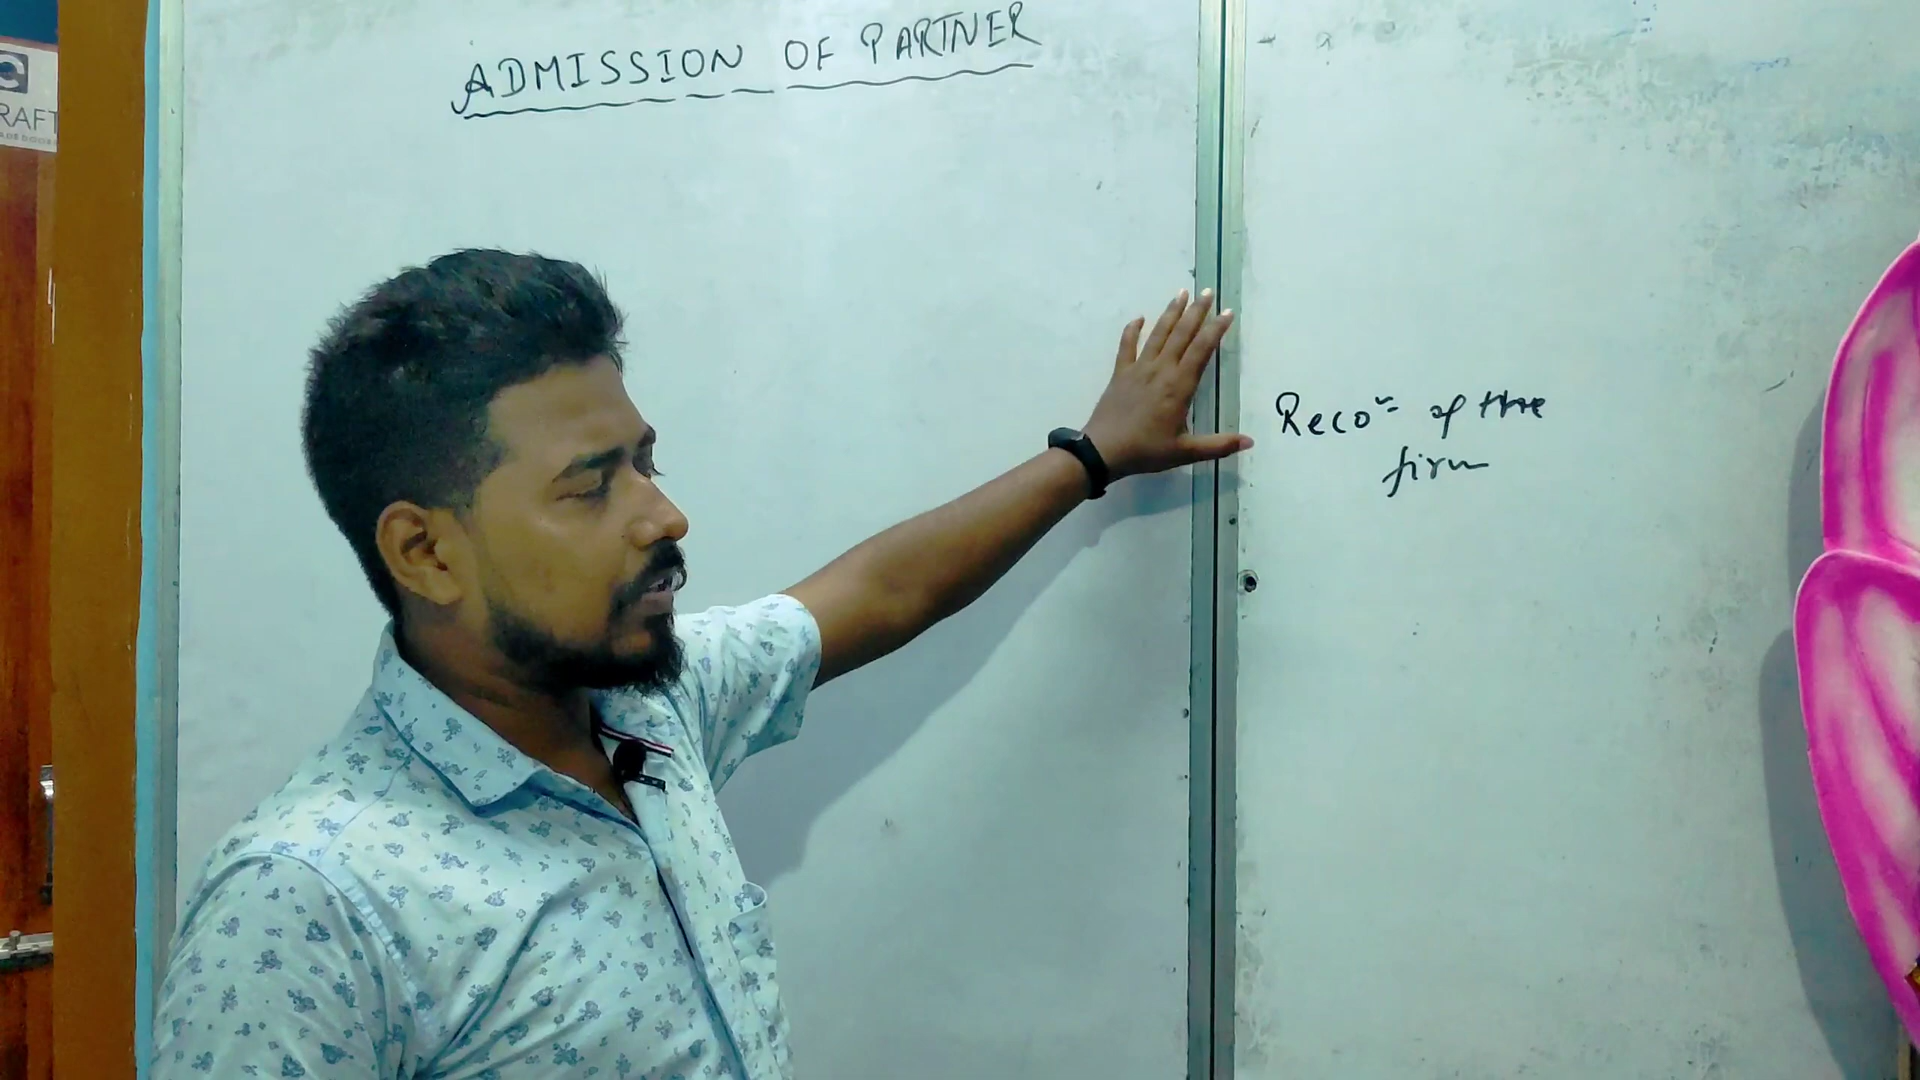 RAFT
ADMISSION OF PARTNER
Reco^n= of the
firm